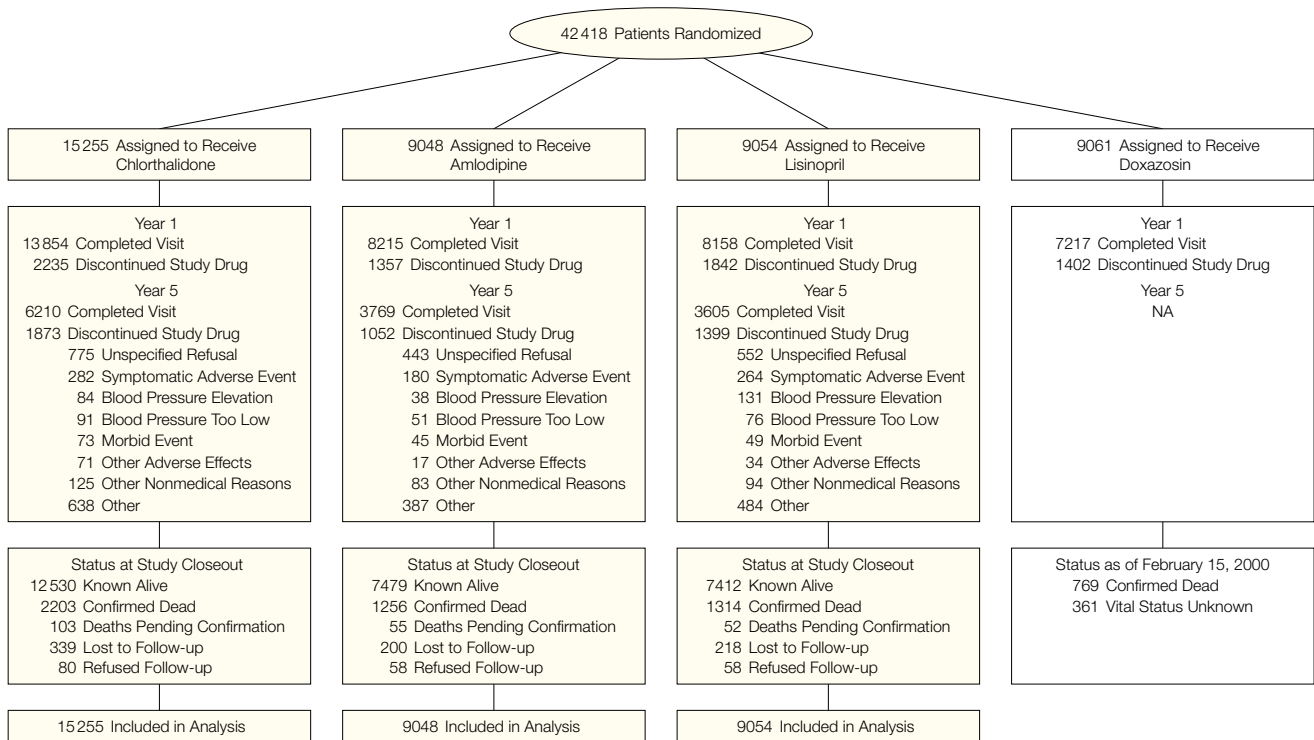 42 418 Patients Randomized
15 255 Assigned to Receive
Chlorthalidone
9048 Assigned to Receive
Amlodipine
9054 Assigned to Receive
Lisinopril
9061 Assigned to Receive
Doxazosin
Year 1
13 854 Completed Visit
2235 Discontinued Study Drug
Year 5
6210 Completed Visit
1873 Discontinued Study Drug
775 Unspecified Refusal
282 Symptomatic Adverse Event
84 Blood Pressure Elevation
91 Blood Pressure Too Low
73 Morbid Event
71 Other Adverse Effects
125 Other Nonmedical Reasons
638 Other
Year 1
8215 Completed Visit
1357 Discontinued Study Drug
Year 5
3769 Completed Visit
1052 Discontinued Study Drug
443 Unspecified Refusal
180 Symptomatic Adverse Event
38 Blood Pressure Elevation
51 Blood Pressure Too Low
45 Morbid Event
17 Other Adverse Effects
83 Other Nonmedical Reasons
387 Other
Year 1
8158 Completed Visit
1842 Discontinued Study Drug
Year 5
3605 Completed Visit
1399 Discontinued Study Drug
552 Unspecified Refusal
264 Symptomatic Adverse Event
131 Blood Pressure Elevation
76 Blood Pressure Too Low
49 Morbid Event
34 Other Adverse Effects
94 Other Nonmedical Reasons
484 Other
Year 1
7217 Completed Visit
1402 Discontinued Study Drug
Year 5
NA
Status at Study Closeout
12 530 Known Alive
2203 Confirmed Dead
103 Deaths Pending Confirmation
339 Lost to Follow-up
80 Refused Follow-up
Status at Study Closeout
7479 Known Alive
1256 Confirmed Dead
55 Deaths Pending Confirmation
200 Lost to Follow-up
58 Refused Follow-up
Status at Study Closeout
7412 Known Alive
1314 Confirmed Dead
52 Deaths Pending Confirmation
218 Lost to Follow-up
58 Refused Follow-up
Status as of February 15, 2000
769 Confirmed Dead
361 Vital Status Unknown
15 255 Included in Analysis
9048 Included in Analysis
9054 Included in Analysis